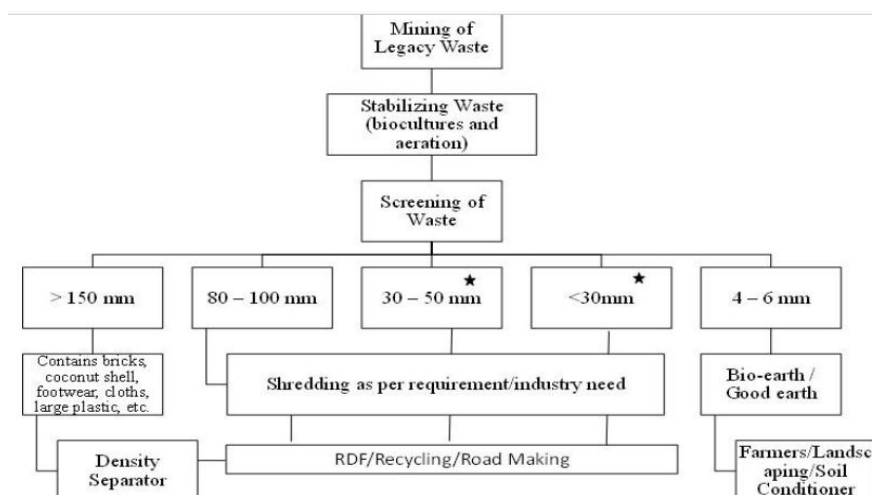 Mining of
Legacy Waste
Stabilizing Waste
(biocultures and
aeration)
Screening of
Waste
> 150 mm
80 – 100 mm
30 – 50 mm
<30mm
4 – 6 mm
Contains bricks,
coconut shell,
footwear, cloths,
large plastic, etc.
Shredding as per requirement/industry need
Bio-earth /
Good earth
Density
Separator
RDF/Recycling/Road Making
Farmers/Landsc
aping/Soil
Conditioner